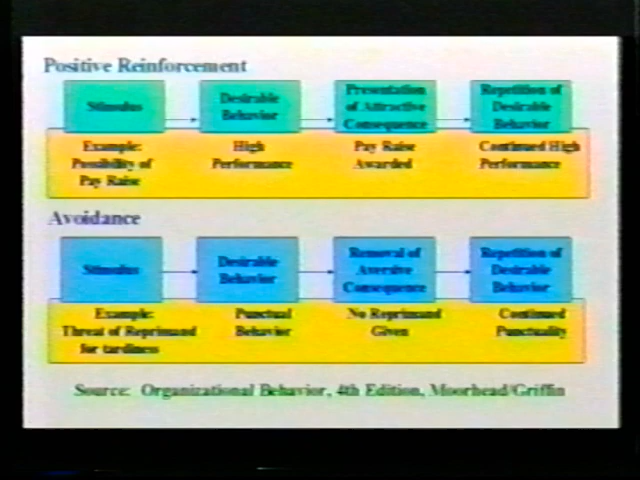 Positive Reinforcement
Stimulus
Desirable
Behavior
Presentation
of Attractive
Consequence
Repetition of
Desirable
Behavior
Example:
Possibility of
Pay Raise
High
Performance
Pay Raise
Awarded
Continued High
Performance
Avoidance
Stimulus
Desirable
Behavior
Removal of
Aversive
Consequence
Repetition of
Desirable
Behavior
Example:
Threat of Reprimand
for tardiness
Punctual
Behavior
No Reprimand
Given
Continued
Punctuality
Source: Organizational Behavior, 4th Edition, Moorhead/Griffin